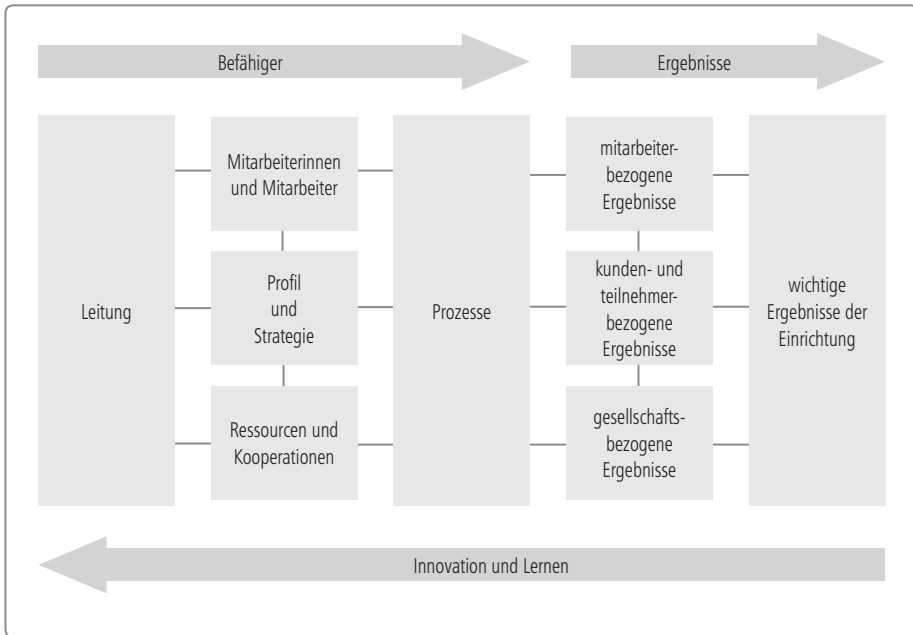 Befähiger
Ergebnisse
Leitung
Mitarbeiterinnen
und Mitarbeiter
Profil
und
Strategie
Ressourcen und
Kooperationen
Prozesse
mitarbeiter-
bezogene
Ergebnisse
kunden- und
teilnehmer-
bezogene
Ergebnisse
gesellschafts-
bezogene
Ergebnisse
wichtige
Ergebnisse der
Einrichtung
Innovation und Lernen